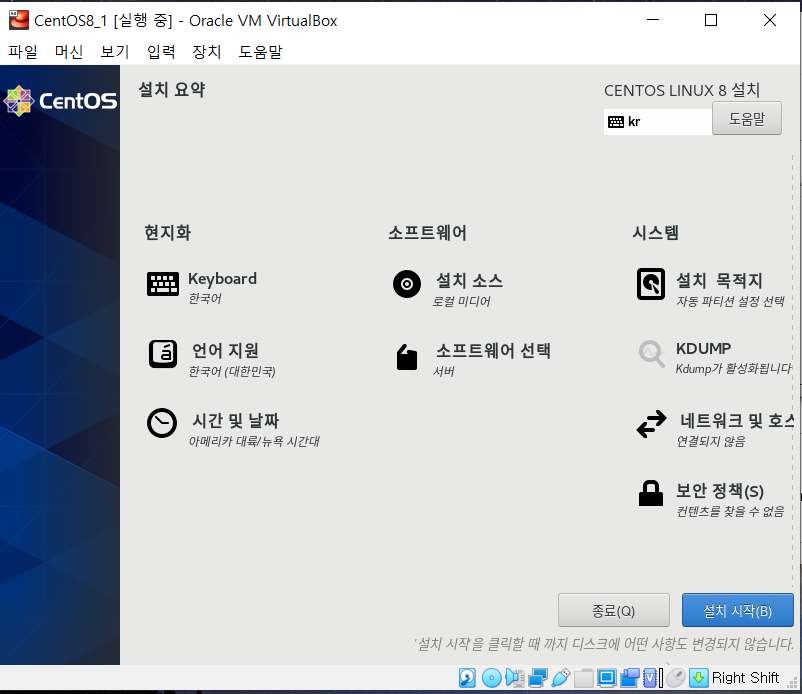 CentOS8_1 [실행 중] - Oracle VM VirtualBox
파일 머신 보기 입력 장치 도움말
CentOS
설치 요약
CENTOS LINUX 8 설치
kr
도움말
현지화
Keyboard
한국어
언어 지원
한국어 (대한민국)
시간 및 날짜
아메리카 대륙/뉴욕 시간대
소프트웨어
설치 소스
로컬 미디어
소프트웨어 선택
서버
시스템
설치 목적지
자동 파티션 설정 선택
KDUMP
Kdump가 활성화됩니다
네트워크 및 호스
연결되지 않음
보안 정책(S)
컨텐츠를 찾을 수 없음
종료(Q)
설치 시작(B)
'설치 시작'을 클릭할 때 까지 디스크에 어떤 사항도 변경되지 않습니다.
Right Shift